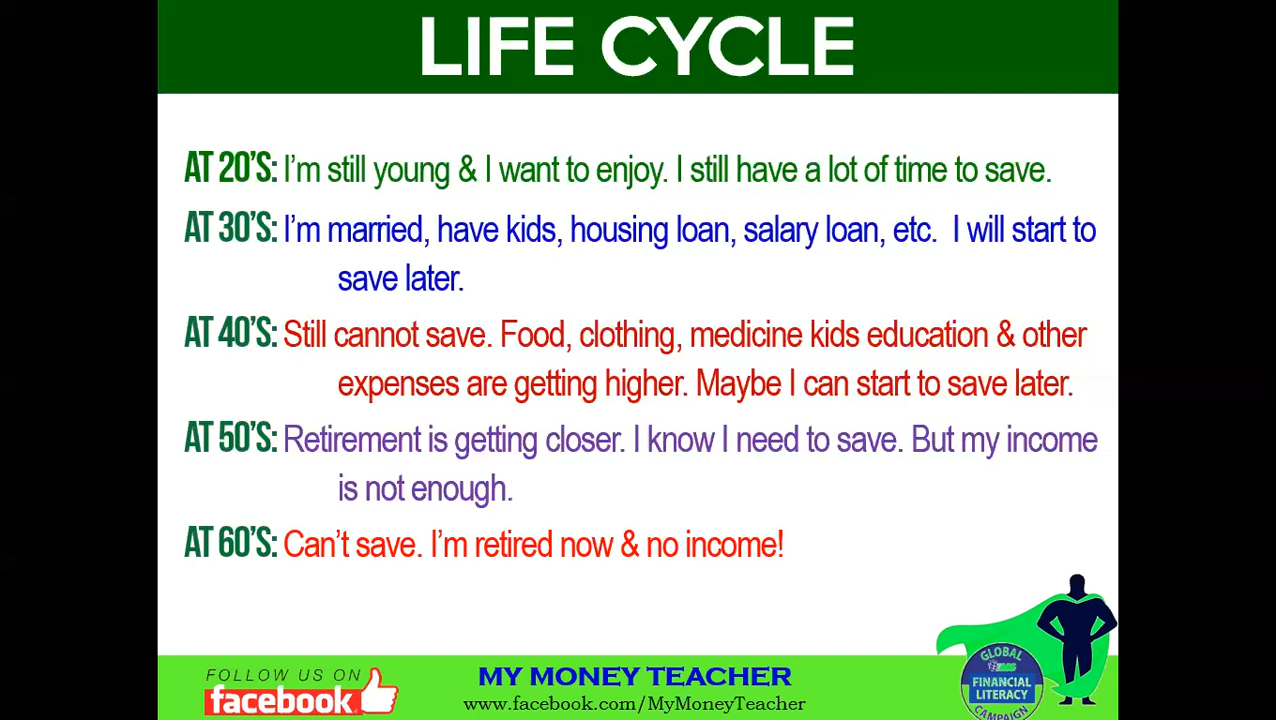 LIFE CYCLE
AT 20'S: I'm still young & I want to enjoy. I still have a lot of time to save.
AT 30'S: I'm married, have kids, housing loan, salary loan, etc.  I will start to
save later.
AT 40'S: Still cannot save. Food, clothing, medicine kids education & other
expenses are getting higher. Maybe I can start to save later.
AT 50'S: Retirement is getting closer. I know I need to save. But my income
is not enough.
AT 60'S: Can't save. I'm retired now & no income!
FOLLOW US ON
facebook
MY MONEY TEACHER
www.facebook.com/MyMoneyTeacher
GLOBAL
FINANCIAL
LITERACY
CAMPAIGN